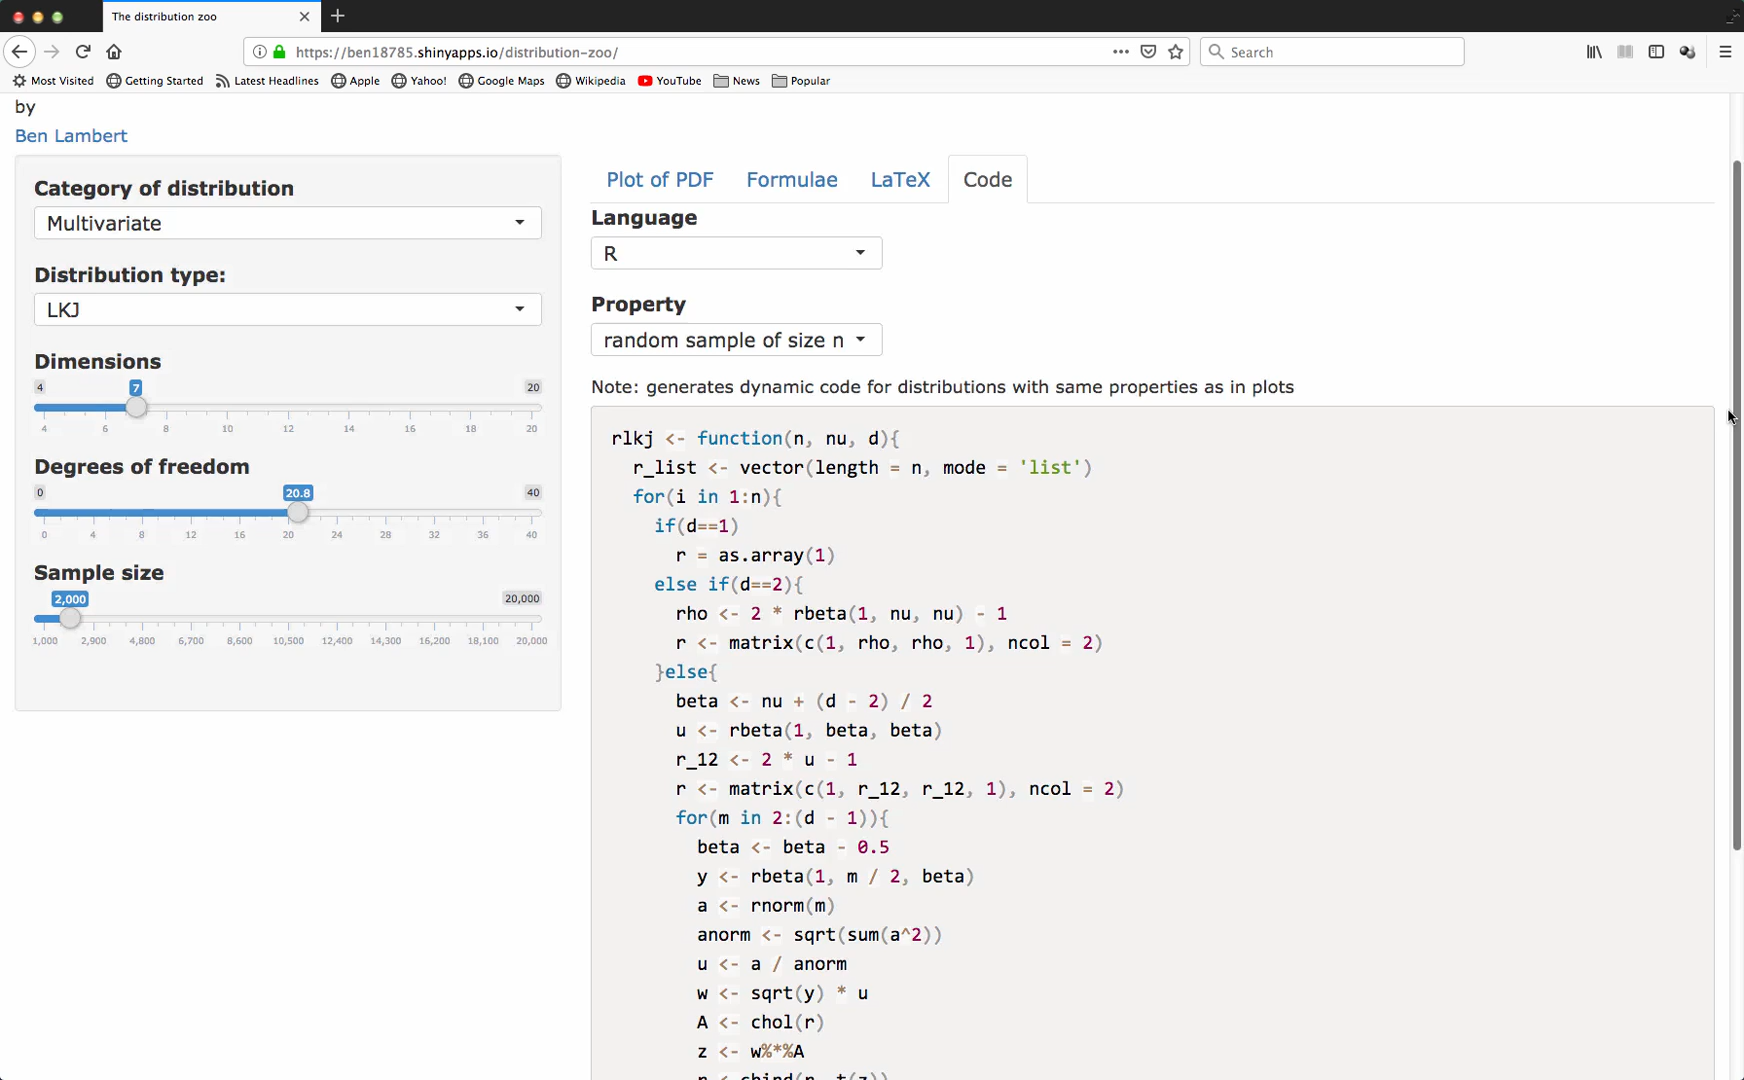 The distribution zoo
https://ben18785.shinyapps.io/distribution-zoo/
Search
Most Visited Getting Started Latest Headlines Apple Yahoo! Google Maps Wikipedia YouTube News Popular
by
Ben Lambert
Category of distribution
Multivariate
Distribution type:
LKJ
Dimensions
4 7 20
4 6 8 10 12 14 16 18 20
Degrees of freedom
0 20.8 40
0 4 8 12 16 20 24 28 32 36 40
Sample size
2,000 20,000
1,000 2,900 4,800 6,700 8,600 10,500 12,400 14,300 16,200 18,100 20,000
Plot of PDF Formulae LaTeX Code
Language
R
Property
random sample of size n
Note: generates dynamic code for distributions with same properties as in plots
rlkj <- function(n, nu, d){
r_list <- vector(length = n, mode = 'list')
for(i in 1:n){
if(d==1)
r = as.array(1)
else if(d==2){
rho <- 2 * rbeta(1, nu, nu) - 1
r <- matrix(c(1, rho, rho, 1), ncol = 2)
}else{
beta <- nu + (d - 2) / 2
u <- rbeta(1, beta, beta)
r_12 <- 2 * u - 1
r <- matrix(c(1, r_12, r_12, 1), ncol = 2)
for(m in 2:(d - 1)){
beta <- beta - 0.5
y <- rbeta(1, m / 2, beta)
a <- rnorm(m)
anorm <- sqrt(sum(a^2))
u <- a / anorm
w <- sqrt(y) * u
A <- chol(r)
z <- w%*%A